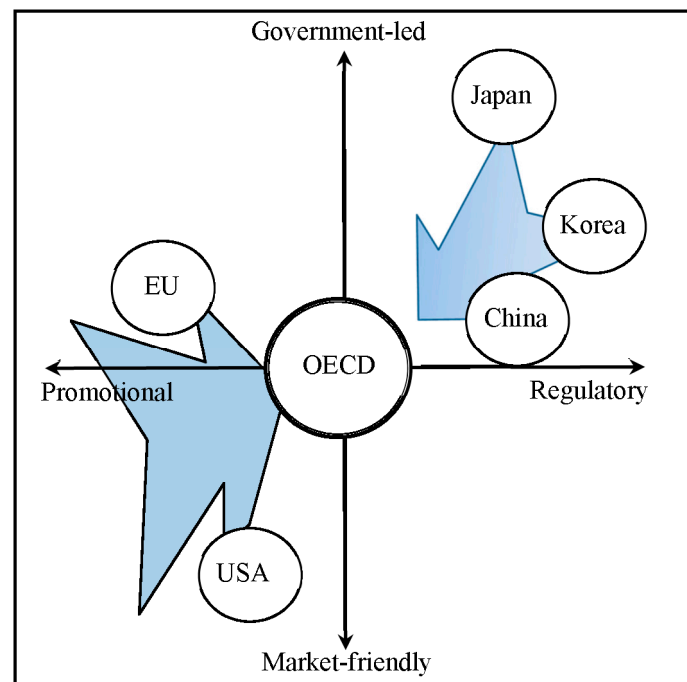 Government-led
Japan
Korea
EU
China
OECD
Promotional
Regulatory
USA
Market-friendly